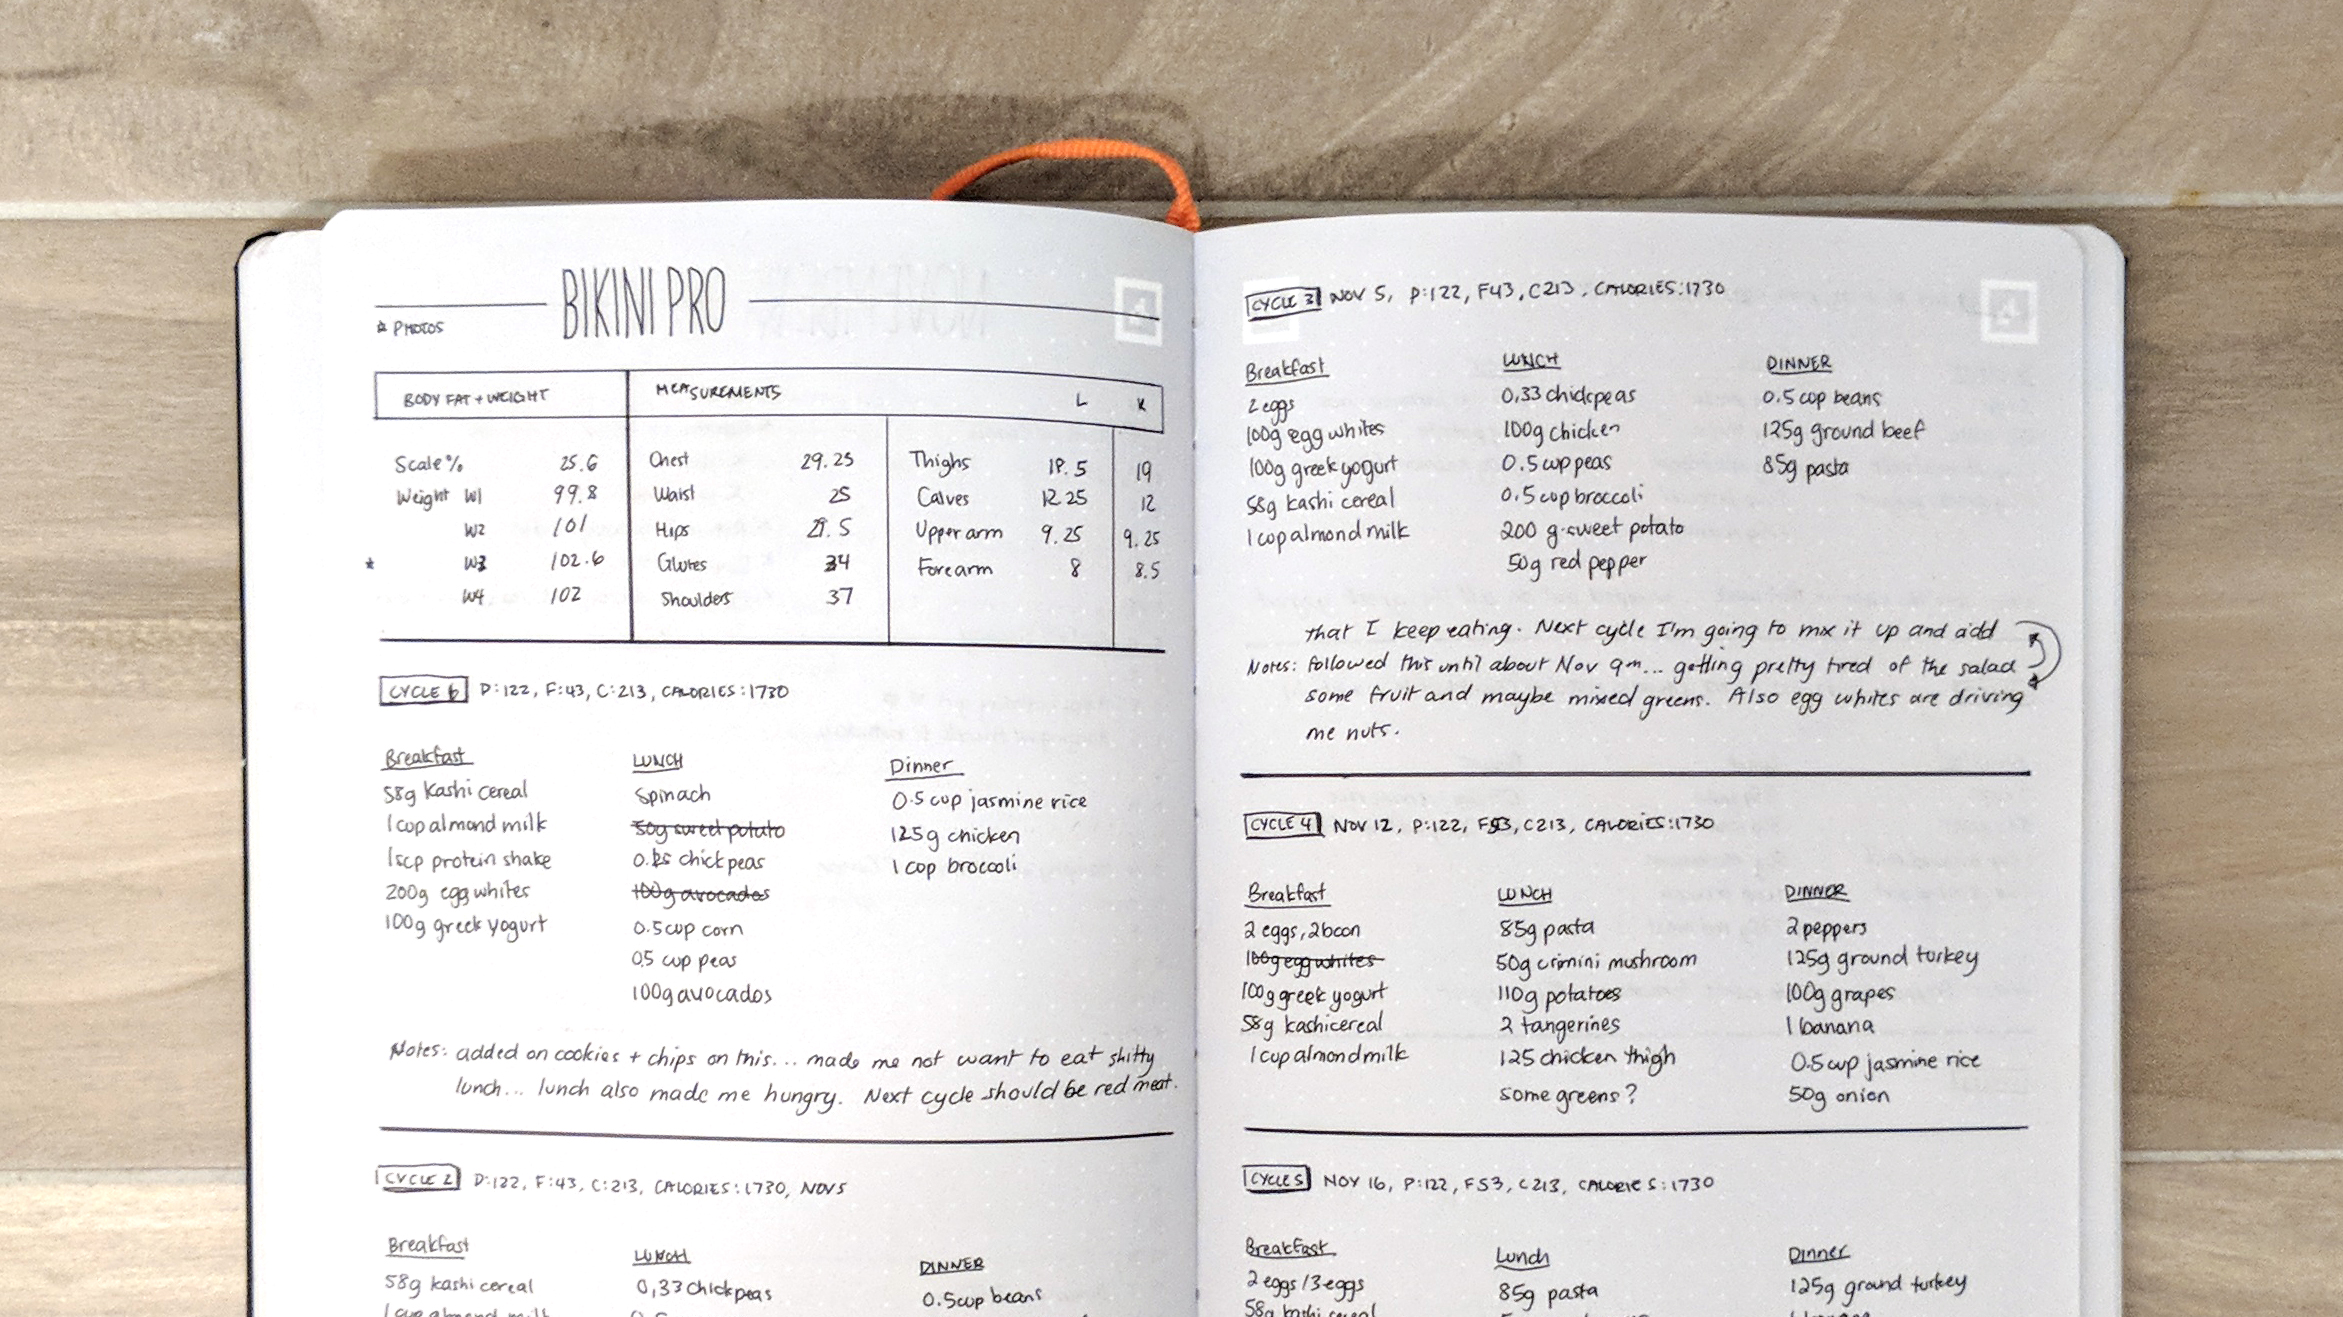 BIKINI PRO
* PHOTOS
BODY FAT + WEIGHT
MEASUREMENTS L R
Scale % 25.6 Chest 29.25 Thighs 18.5 19
Weight W1 99.8 Waist 25 Calves 12.25 12
W2 101 Hips 29.5 Upper arm 9.25 9.25
* W3 102.6 Glutes 34 Forearm 8 8.5
W4 102 Shoulders 37
CYCLE 6 P:122, F:43, C:213, CALORIES:1730
Breakfast
58g Kashi cereal
1 cup almond milk
1 scp protein shake
200g egg whites
100g greek yogurt
LUNCH
Spinach
50g sweet potato
chickpeas
100g avocados
0.5 cup corn
0.5 cup peas
100g avocados
Dinner
0.5 cup jasmine rice
125g chicken
1 cup broccoli
Notes: added on cookies + chips on this... made me not want to eat shitty
lunch... lunch also made me hungry. Next cycle should be red meat.
CYCLE 2 P:122, F:43, C:213, CALORIES:1730, NOV 5
Breakfast
58g kashi cereal
1 cup almond milk
LUNCH
0,33 chickpeas
DINNER
0.5 cup beans
CYCLE 3 NOV 5, P:122, F43, C213, CALORIES:1730
Breakfast
2 eggs
100g egg whites
100g greek yogurt
58g kashi cereal
1 cup almond milk
LUNCH
0.33 chickpeas
100g chicken
0.5 cup peas
0.5 cup broccoli
200 g sweet potato
50g red pepper
DINNER
0.5 cup beans
125g ground beef
85g pasta
that I keep eating. Next cycle I'm going to mix it up and add
Notes: followed this until about Nov 9th... getting pretty tired of the salad
some fruit and maybe mixed greens. Also egg whites are driving
me nuts.
CYCLE 4 NOV 12, P:122, F53, C213, CALORIES:1730
Breakfast
2 eggs, 2 bcon
100g egg whites
100g greek yogurt
58g kashi cereal
1 cup almond milk
LUNCH
85g pasta
50g crimini mushroom
110g potatoes
2 tangerines
125 chicken thigh
some greens?
DINNER
2 peppers
125g ground turkey
100g grapes
1 banana
0.5 cup jasmine rice
50g onion
CYCLE 5 NOV 16, P:122, F53, C213, CALORIES:1730
Breakfast
2 eggs / 3 eggs
58g kashi cereal
Lunch
85g pasta
Dinner
125g ground turkey